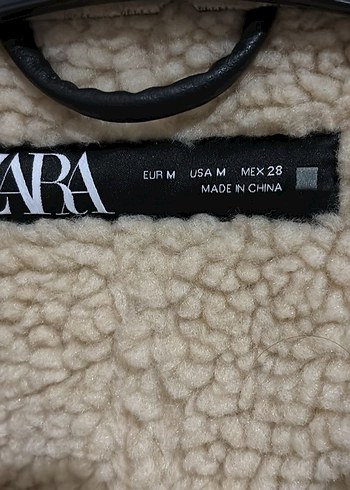 ZARA
EUR M USA M MEX 28
MADE IN CHINA